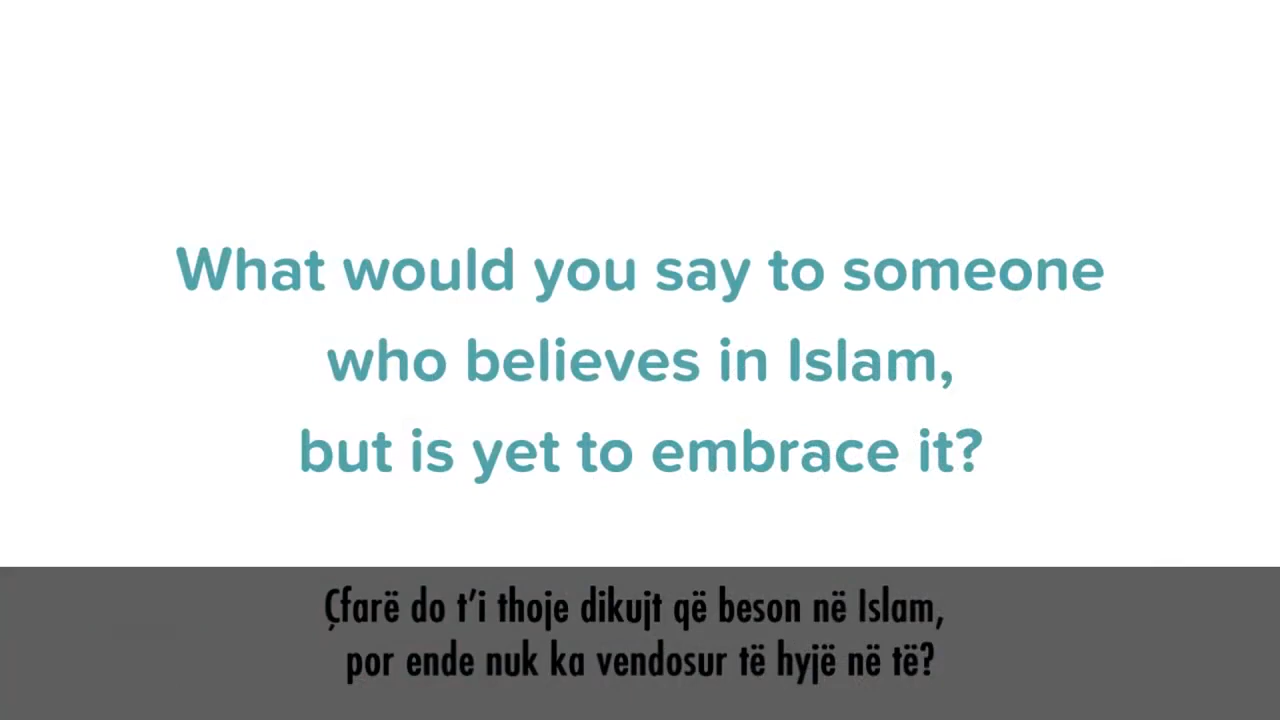 What would you say to someone
who believes in Islam,
but is yet to embrace it?
Çfarë do t’i thoje dikujt që beson në Islam,
por ende nuk ka vendosur të hyjë në të?